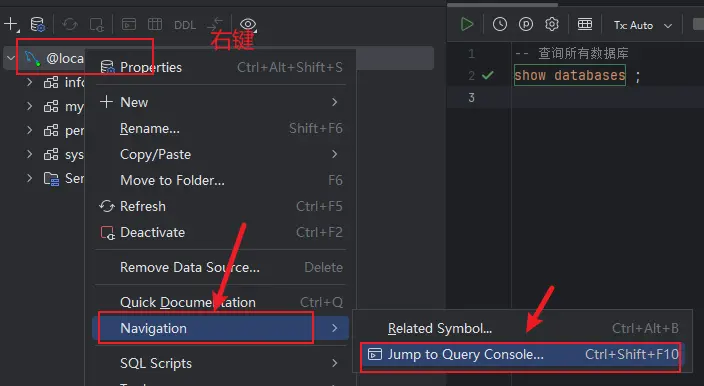 DDL
右键
Tx: Auto
@loca
Properties Ctrl+Alt+Shift+S
info
New
my
Rename... Shift+F6
per
Copy/Paste
sys
Move to Folder... F6
Ser
Refresh Ctrl+F5
Deactivate Ctrl+F2
Remove Data Source... Delete
Quick Documentation Ctrl+Q
Navigation
SQL Scripts
1 -- 查询所有数据库
2 show databases ;
3
Related Symbol... Ctrl+Alt+B
Jump to Query Console... Ctrl+Shift+F10